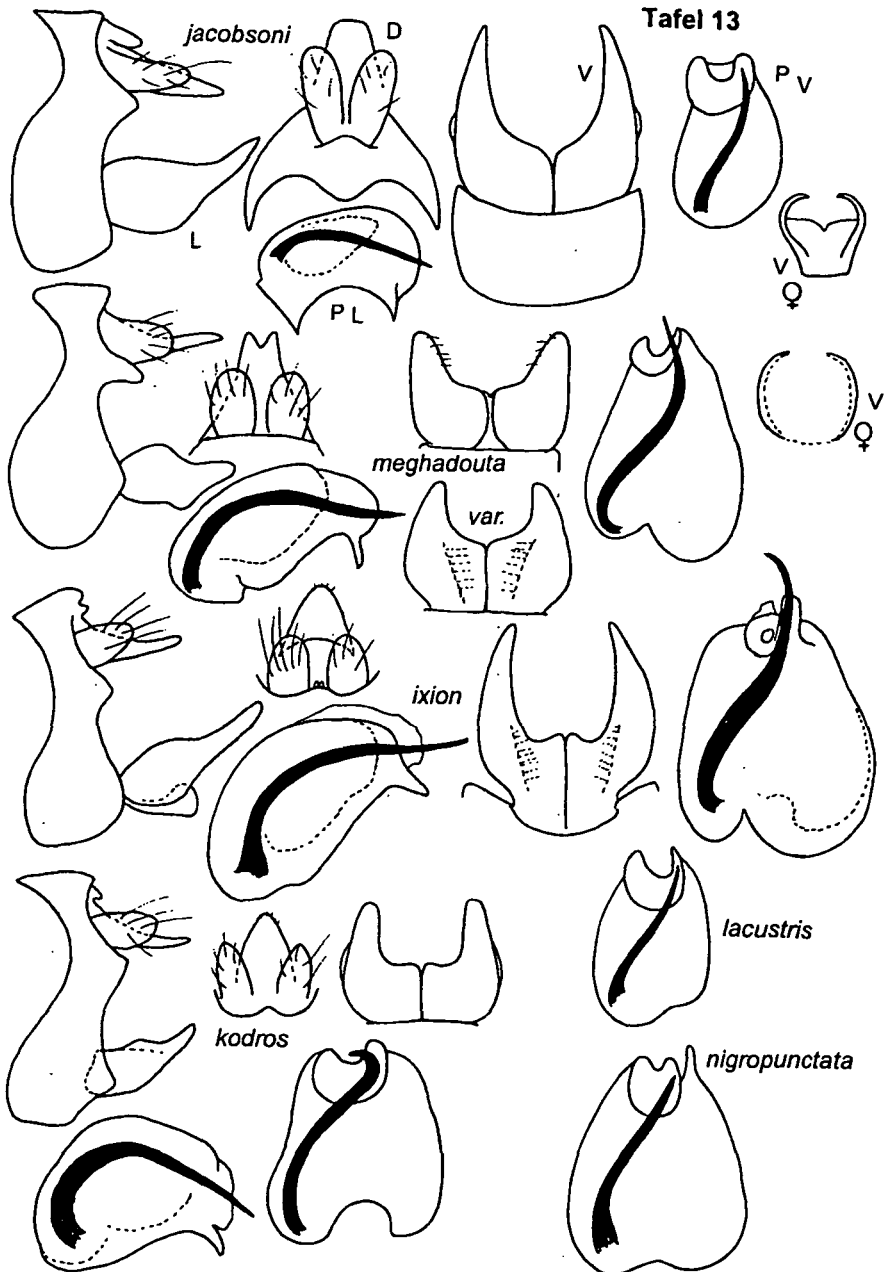 Tafel 13
jacobsoni
D
V
P V
L
P L
V
♀
V
♀
meghadouta
var.
ixion
lacustris
kodros
nigropunctata